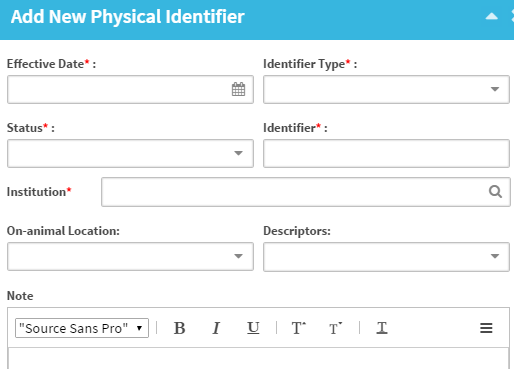 Add New Physical Identifier
Effective Date* : Identifier Type* :
Status* : Identifier* :
Institution*
On-animal Location: Descriptors:
Note
"Source Sans Pro" B I U T T T